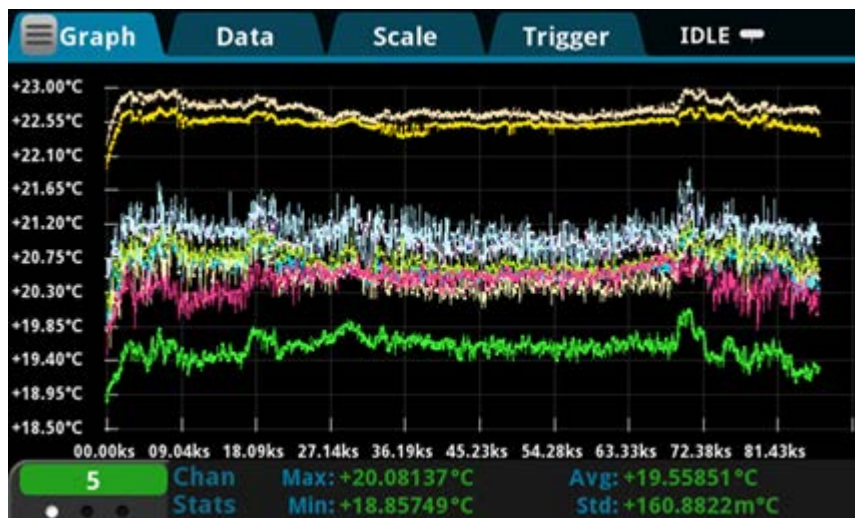 Graph Data Scale Trigger IDLE
+23.00°C
+22.55°C
+22.10°C
+21.65°C
+21.20°C
+20.75°C
+20.30°C
+19.85°C
+19.40°C
+18.95°C
+18.50°C
00.00ks 09.04ks 18.09ks 27.14ks 36.19ks 45.23ks 54.28ks 63.33ks 72.38ks 81.43ks
5 Chan Max: +20.08137°C Avg: +19.55851°C
Stats Min: +18.85749°C Std: +160.8822m°C